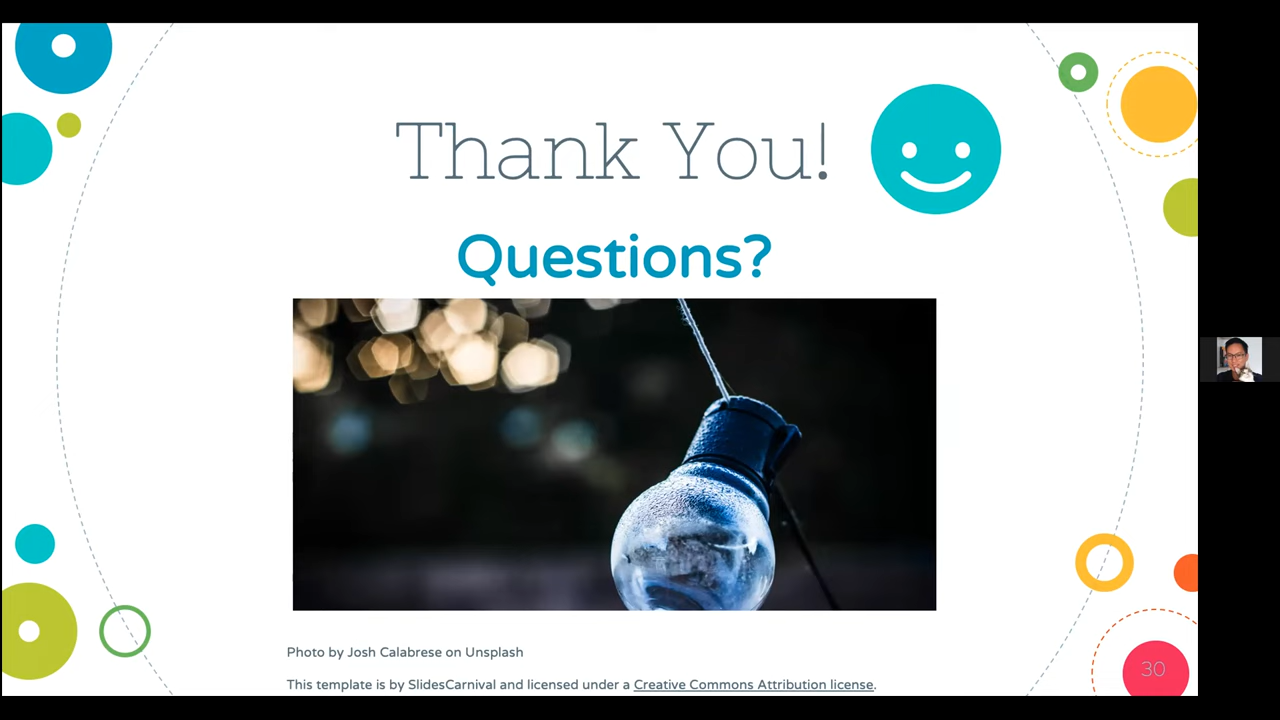 Thank You!
Questions?
Photo by Josh Calabrese on Unsplash
This template is by SlidesCarnival and licensed under a Creative Commons Attribution license.
30